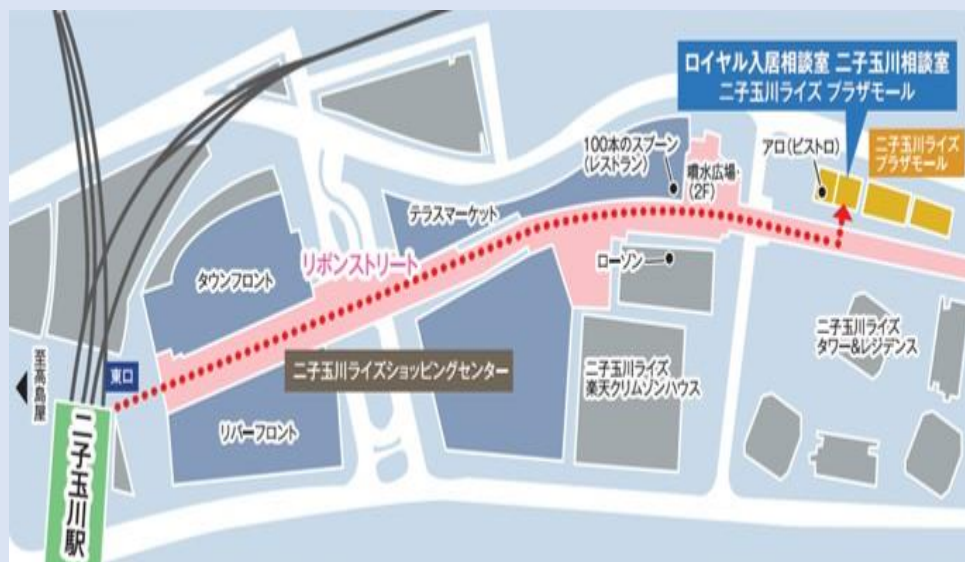 ロイヤル入居相談室 二子玉川相談室
二子玉川ライズ プラザモール
100本のスプーン
(レストラン)
噴水広場・
(2F)
アロ(ビストロ)
二子玉川ライズ
プラザモール
テラスマーケット
リボンストリート
タウンフロント
ローソン
二子玉川ライズ
タワー&レジデンス
至高島屋
東口
二子玉川ライズショッピングセンター
二子玉川ライズ
楽天クリムゾンハウス
リバーフロント
二子玉川駅